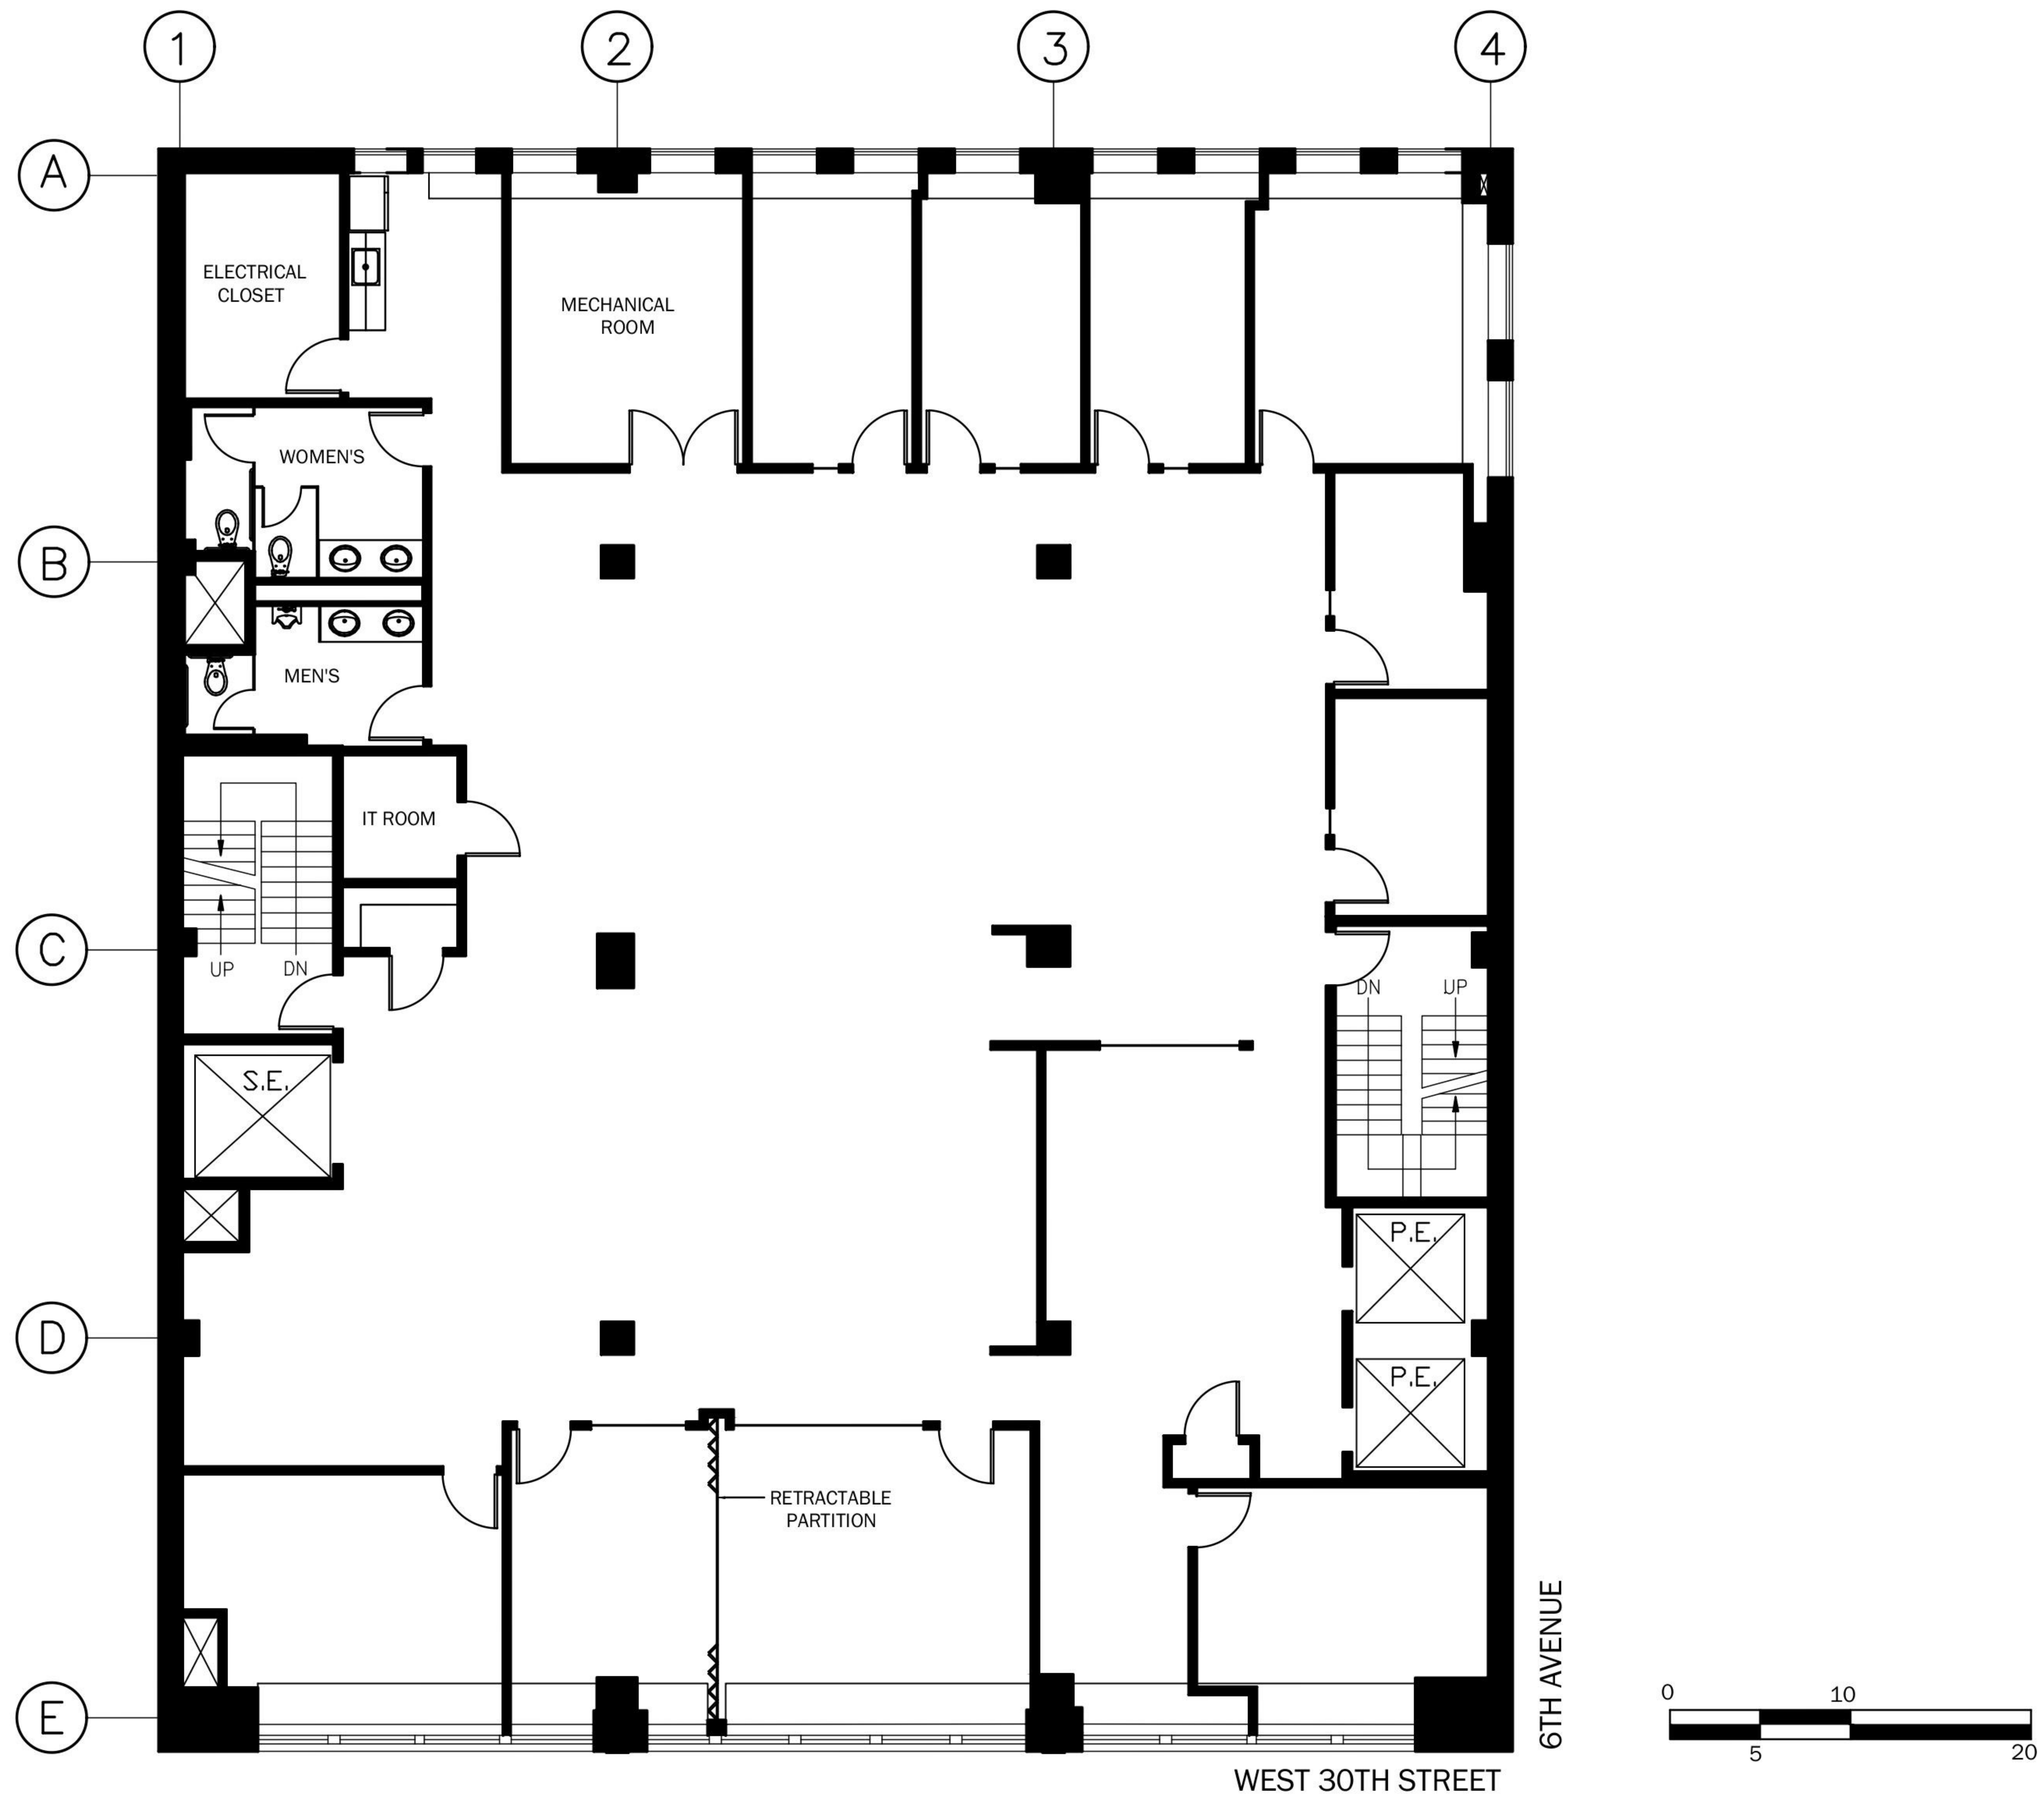 1
2
3
4
A
ELECTRICAL
CLOSET
MECHANICAL
ROOM
WOMEN'S
B
MEN'S
IT ROOM
C
UP
DN
DN
UP
S.E.
P.E.
D
P.E.
RETRACTABLE
PARTITION
E
6TH AVENUE
WEST 30TH STREET
0
10
5
20